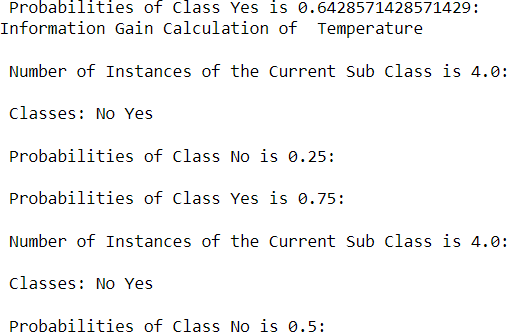 Probabilities of Class Yes is 0.6428571428571429:
Information Gain Calculation of  Temperature
Number of Instances of the Current Sub Class is 4.0:
Classes: No Yes
Probabilities of Class No is 0.25:
Probabilities of Class Yes is 0.75:
Number of Instances of the Current Sub Class is 4.0:
Classes: No Yes
Probabilities of Class No is 0.5: